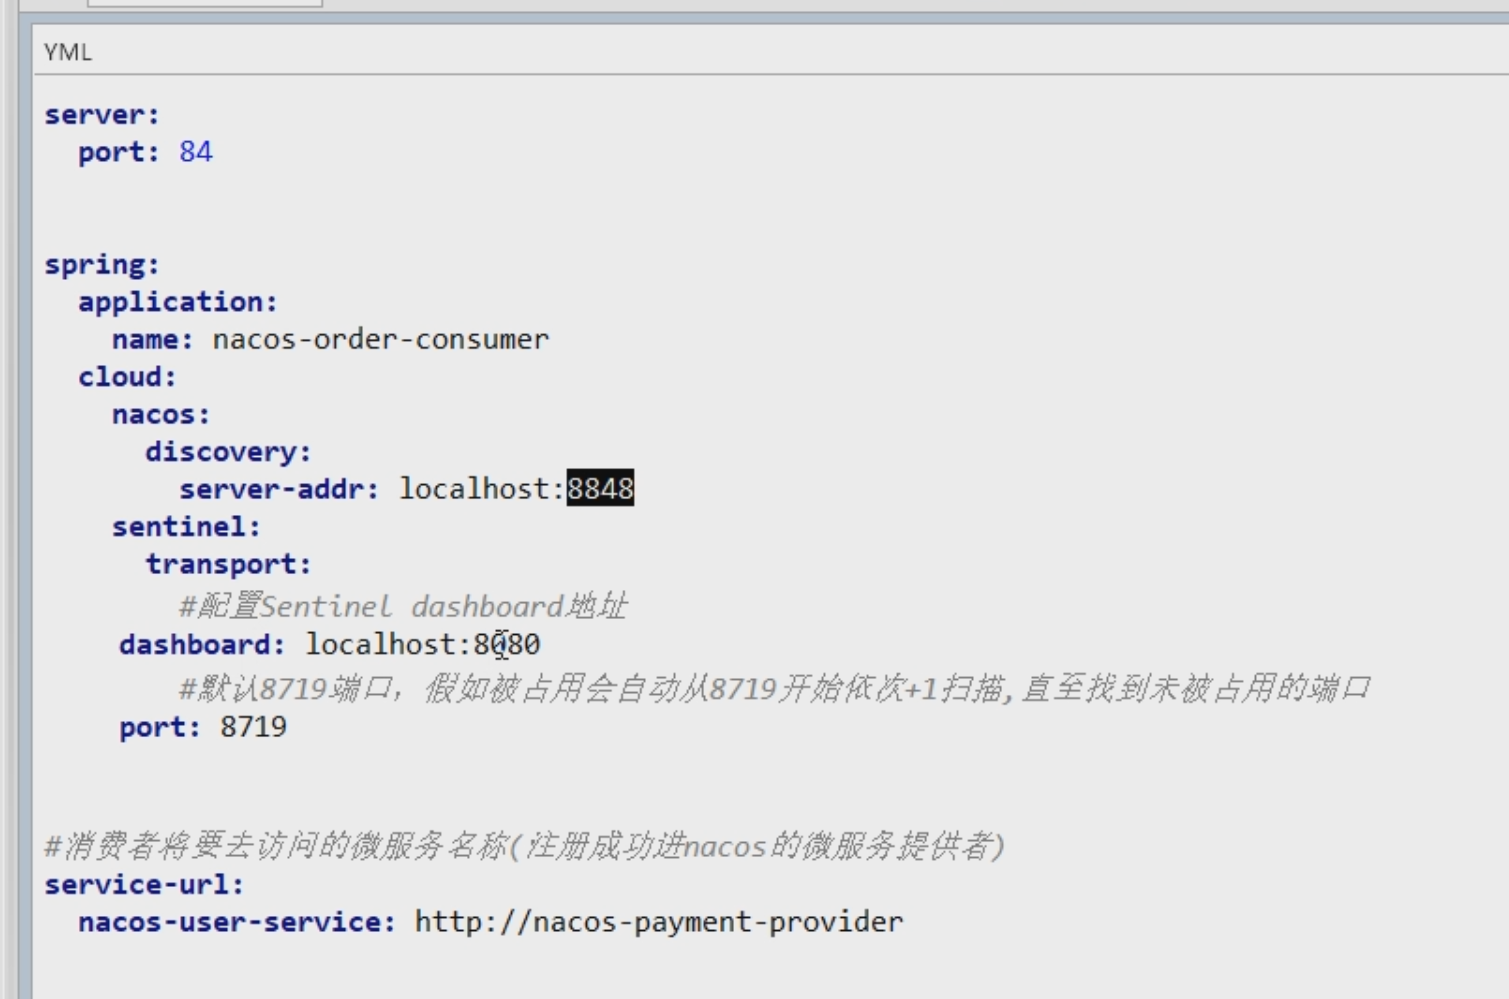 YML
server:
  port: 84
spring:
  application:
    name: nacos-order-consumer
  cloud:
    nacos:
      discovery:
        server-addr: localhost:8848
    sentinel:
      transport:
        #配置Sentinel dashboard地址
    dashboard: localhost:8080
        #默认8719端口，假如被占用会自动从8719开始依次+1扫描,直至找到未被占用的端口
    port: 8719
#消费者将要去访问的微服务名称(注册成功进nacos的微服务提供者)
service-url:
  nacos-user-service: http://nacos-payment-provider